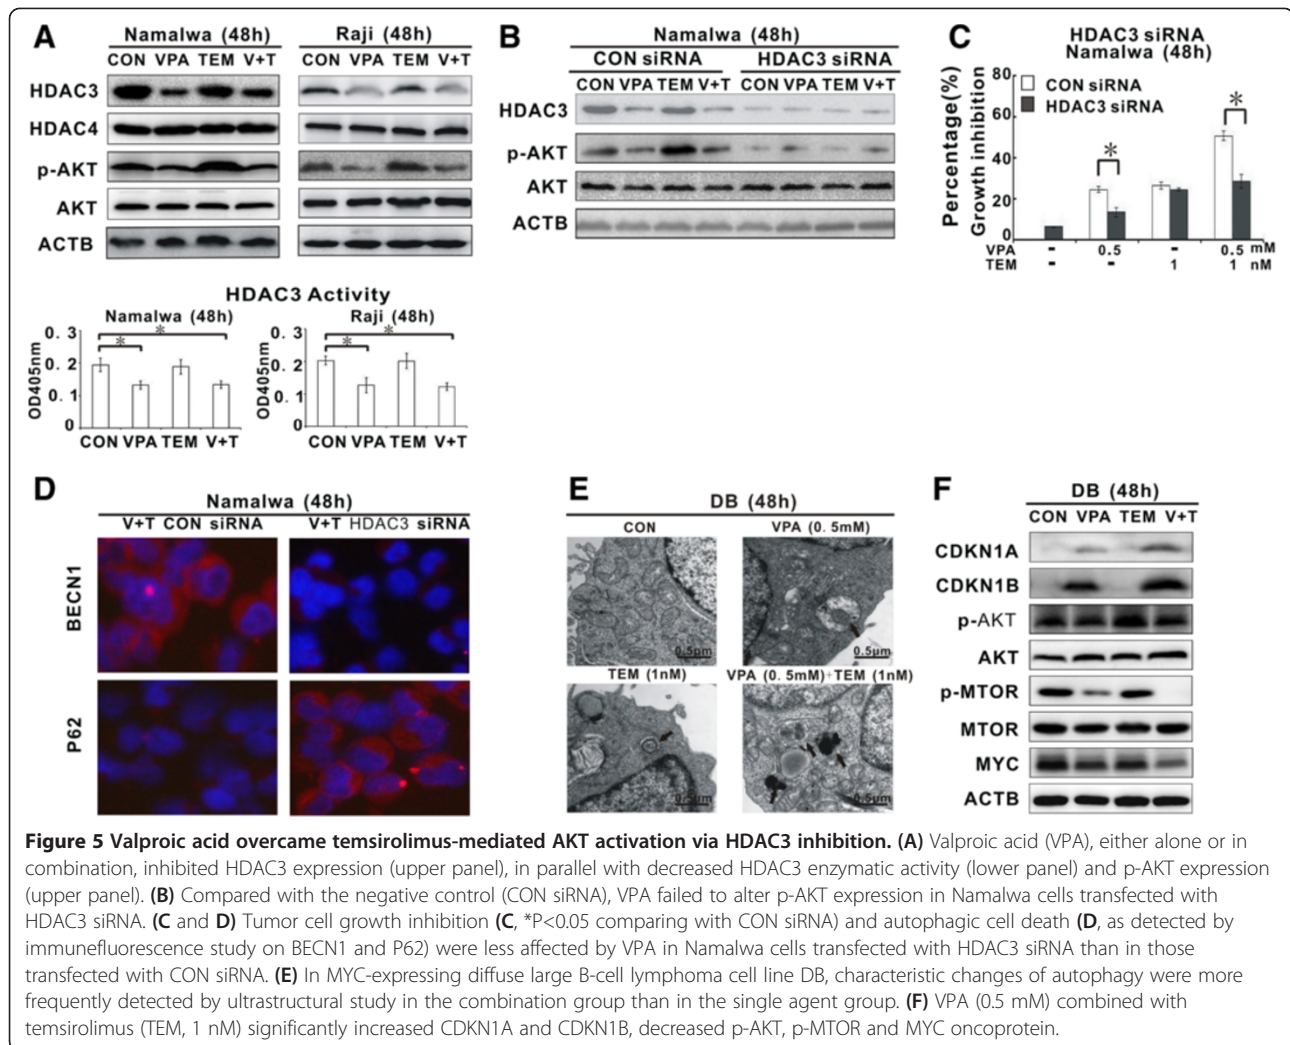 A
Namalwa (48h)
Raji (48h)
CON VPA TEM V+T
CON VPA TEM V+T
HDAC3
HDAC4
p-AKT
AKT
ACTB
HDAC3 Activity
Namalwa (48h)
Raji (48h)
OD405nm
0.3
0.2
0.1
0
*
*
CON VPA TEM V+T
OD405nm
0.3
0.2
0.1
0
*
*
CON VPA TEM V+T
B
Namalwa (48h)
CON siRNA
HDAC3 siRNA
CON VPA TEM V+T CON VPA TEM V+T
HDAC3
p-AKT
AKT
ACTB
C
HDAC3 siRNA
Namalwa (48h)
Percentage(%)
Growth inhibition
80
60
40
20
0
CON siRNA
HDAC3 siRNA
*
*
VPA - 0.5 - 0.5 mM
TEM - - 1 1 nM
D
Namalwa (48h)
V+T CON siRNA
V+T HDAC3 siRNA
BECN1
P62
E
DB (48h)
CON
VPA (0. 5mM)
0.5μm
0.5μm
TEM (1nM)
VPA (0. 5mM)+TEM (1nM)
0.5μm
0.5μm
F
DB (48h)
CON VPA TEM V+T
CDKN1A
CDKN1B
p-AKT
AKT
p-MTOR
MTOR
MYC
ACTB
Figure 5 Valproic acid overcame temsirolimus-mediated AKT activation via HDAC3 inhibition. (A) Valproic acid (VPA), either alone or in
combination, inhibited HDAC3 expression (upper panel), in parallel with decreased HDAC3 enzymatic activity (lower panel) and p-AKT expression
(upper panel). (B) Compared with the negative control (CON siRNA), VPA failed to alter p-AKT expression in Namalwa cells transfected with
HDAC3 siRNA. (C and D) Tumor cell growth inhibition (C, *P<0.05 comparing with CON siRNA) and autophagic cell death (D, as detected by
immunefluorescence study on BECN1 and P62) were less affected by VPA in Namalwa cells transfected with HDAC3 siRNA than in those
transfected with CON siRNA. (E) In MYC-expressing diffuse large B-cell lymphoma cell line DB, characteristic changes of autophagy were more
frequently detected by ultrastructural study in the combination group than in the single agent group. (F) VPA (0.5 mM) combined with
temsirolimus (TEM, 1 nM) significantly increased CDKN1A and CDKN1B, decreased p-AKT, p-MTOR and MYC oncoprotein.